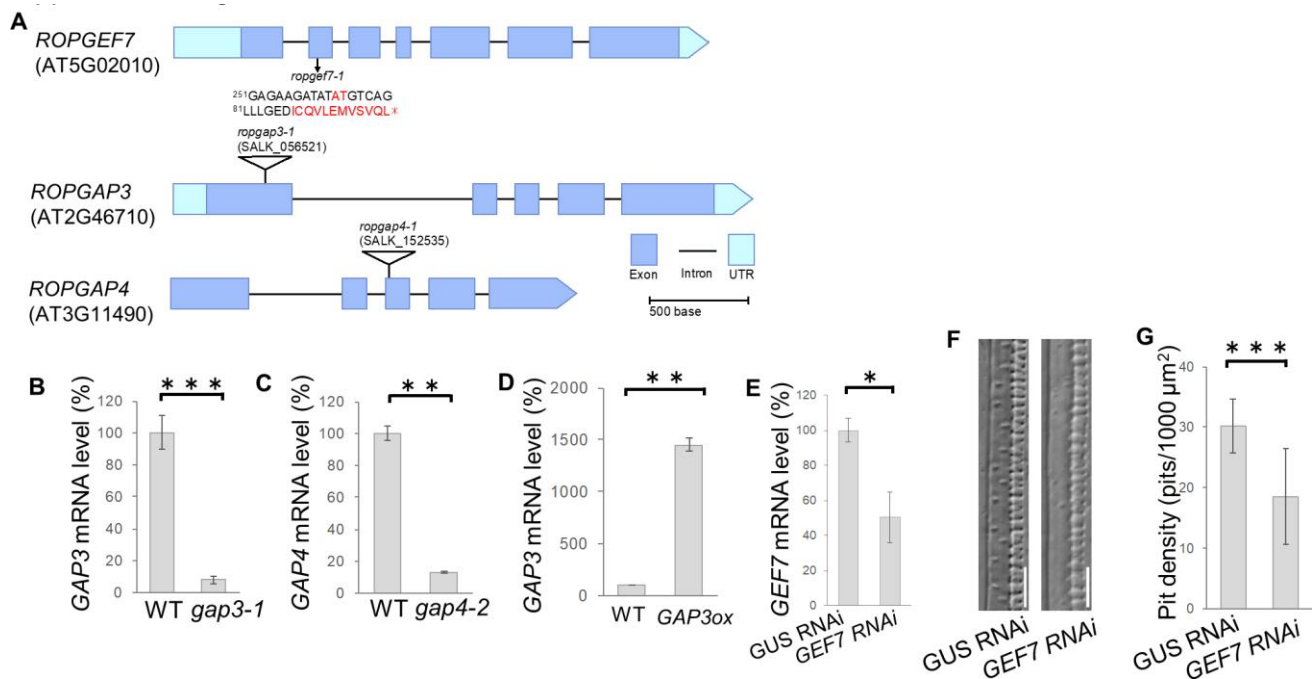 A
ROPGEF7
(AT5G02010)
ropgef7-1
251GAGAAGATATATGTCAG
81LLLGEDICQVLEMVSVQL*
ropgap3-1
(SALK_056521)
ROPGAP3
(AT2G46710)
ropgap4-1
(SALK_152535)
ROPGAP4
(AT3G11490)
Exon Intron UTR
500 base
B
***
GAP3 mRNA level (%)
120
100
80
60
40
20
0
WT gap3-1
C
**
GAP4 mRNA level (%)
120
100
80
60
40
20
0
WT gap4-2
D
**
GAP3 mRNA level (%)
2000
1500
1000
500
0
WT GAP3ox
E
*
GEF7 mRNA level (%)
120
100
80
60
40
20
0
GUS RNAi
GEF7 RNAi
F
GUS RNAi
GEF7 RNAi
G
***
Pit density (pits/1000 µm2)
40
30
20
10
0
GUS RNAi
GEF7 RNAi